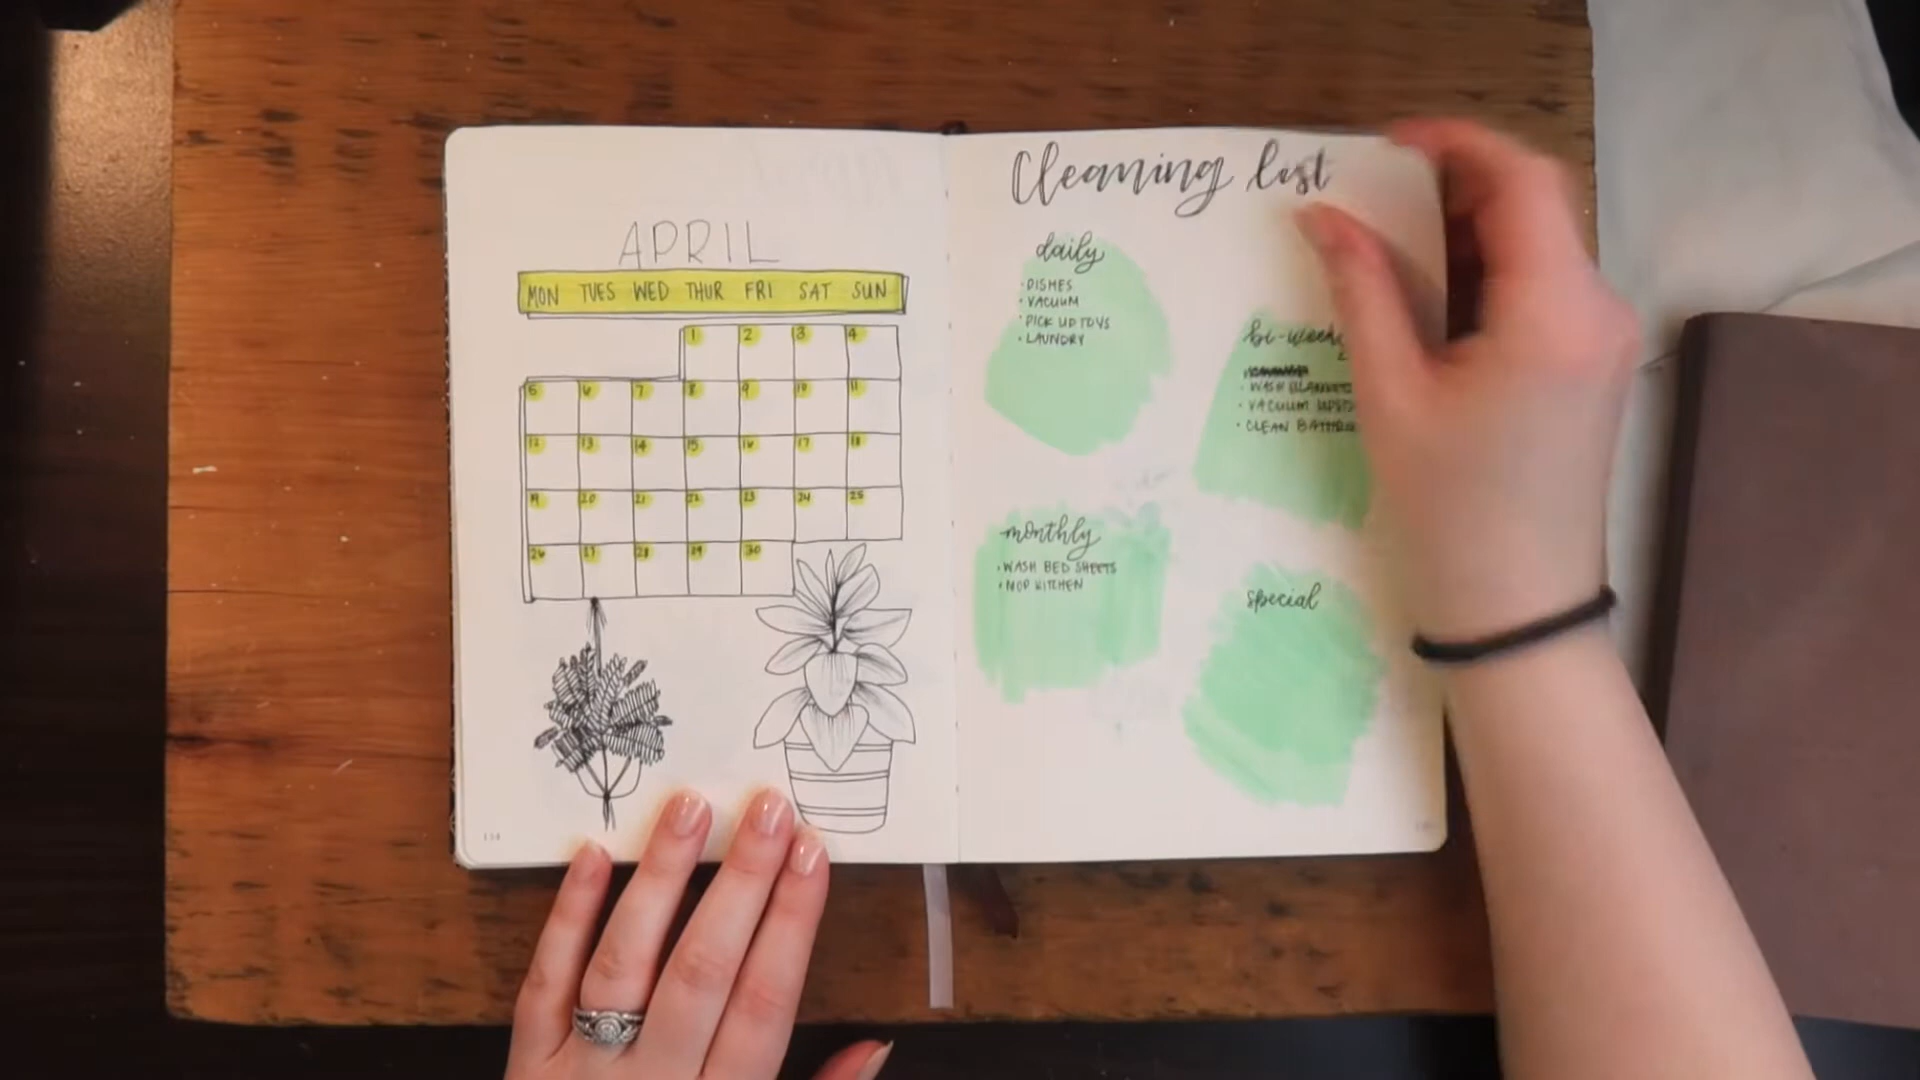 APRIL
MON TUES WED THUR FRI SAT SUN
1 2 3 4
5 6 7 8 9 10 11
12 13 14 15 16 17 18
19 20 21 22 23 24 25
26 27 28 29 30
Cleaning list
daily
• DISHES
• VACUUM
• PICK UP TOYS
• LAUNDRY
bi-weekly
• WASH BLANKETS
• VACUUM
• CLEAN
monthly
• WASH BED SHEETS
• MOP KITCHEN
special